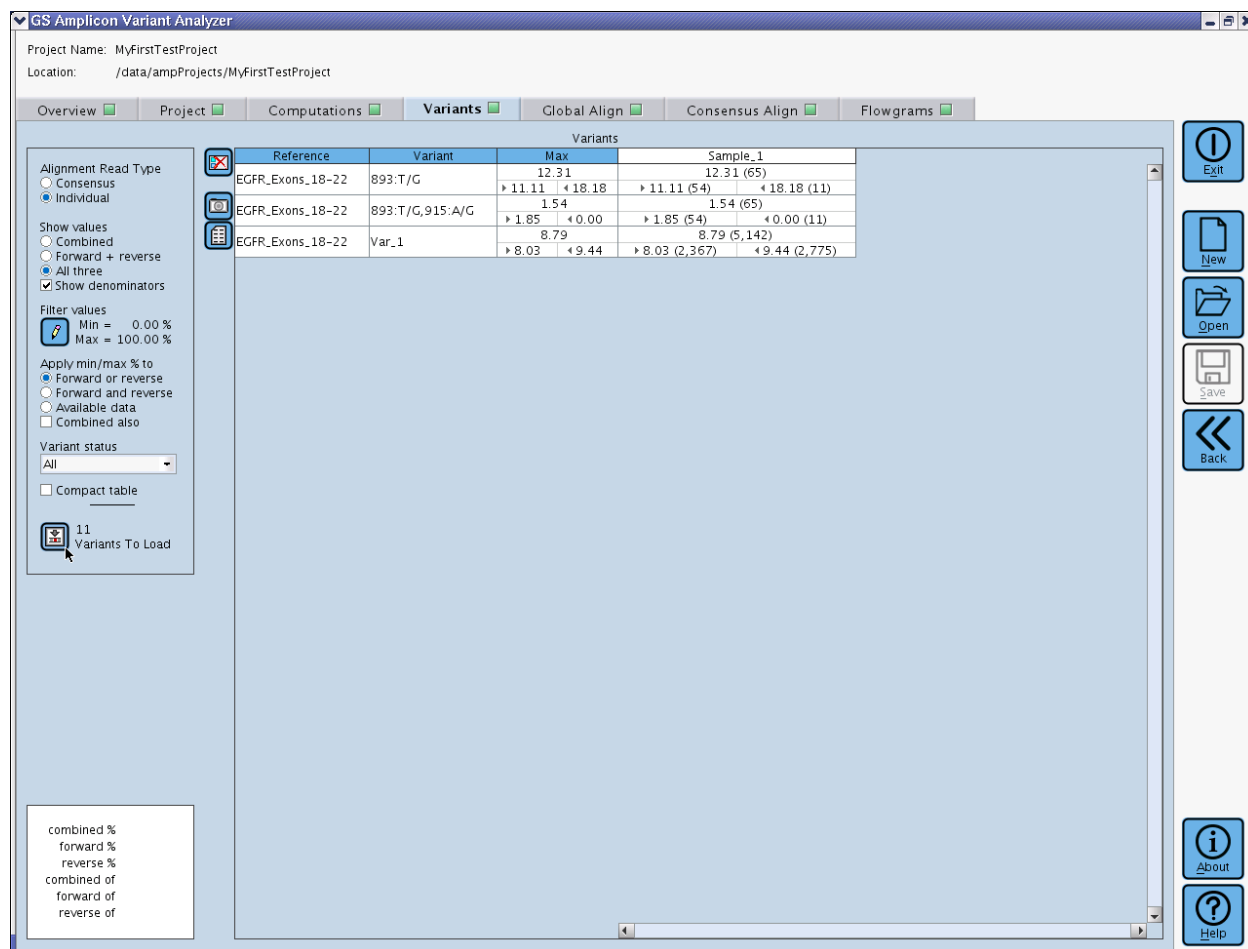 GS Amplicon Variant Analyzer
Project Name: MyFirstTestProject
Location: /data/ampProjects/MyFirstTestProject
Overview Project Computations Variants Global Align Consensus Align Flowgrams
Variants
Alignment Read Type
Consensus
Individual
Show values
Combined
Forward + reverse
All three
Show denominators
Filter values
Min = 0.00 %
Max = 100.00 %
Apply min/max % to
Forward or reverse
Forward and reverse
Available data
Combined also
Variant status
All
Compact table
11
Variants To Load
combined %
forward %
reverse %
combined of
forward of
reverse of
Reference Variant Max Sample_1
EGFR_Exons_18-22 893:T/G 12.31 12.31 (65)
11.11 18.18 11.11 (54) 18.18 (11)
EGFR_Exons_18-22 893:T/G,915:A/G 1.54 1.54 (65)
1.85 0.00 1.85 (54) 0.00 (11)
EGFR_Exons_18-22 Var_1 8.79 8.79 (5,142)
8.03 9.44 8.03 (2,367) 9.44 (2,775)
Exit
New
Open
Save
Back
About
Help